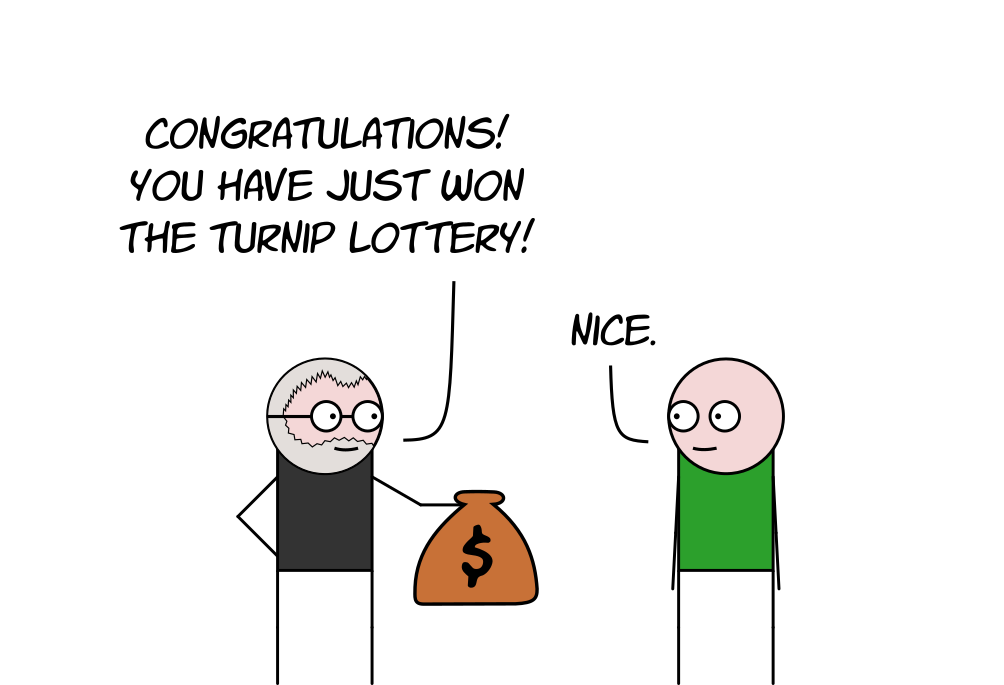 CONGRATULATIONS!
YOU HAVE JUST WON
THE TURNIP LOTTERY!
NICE.
$